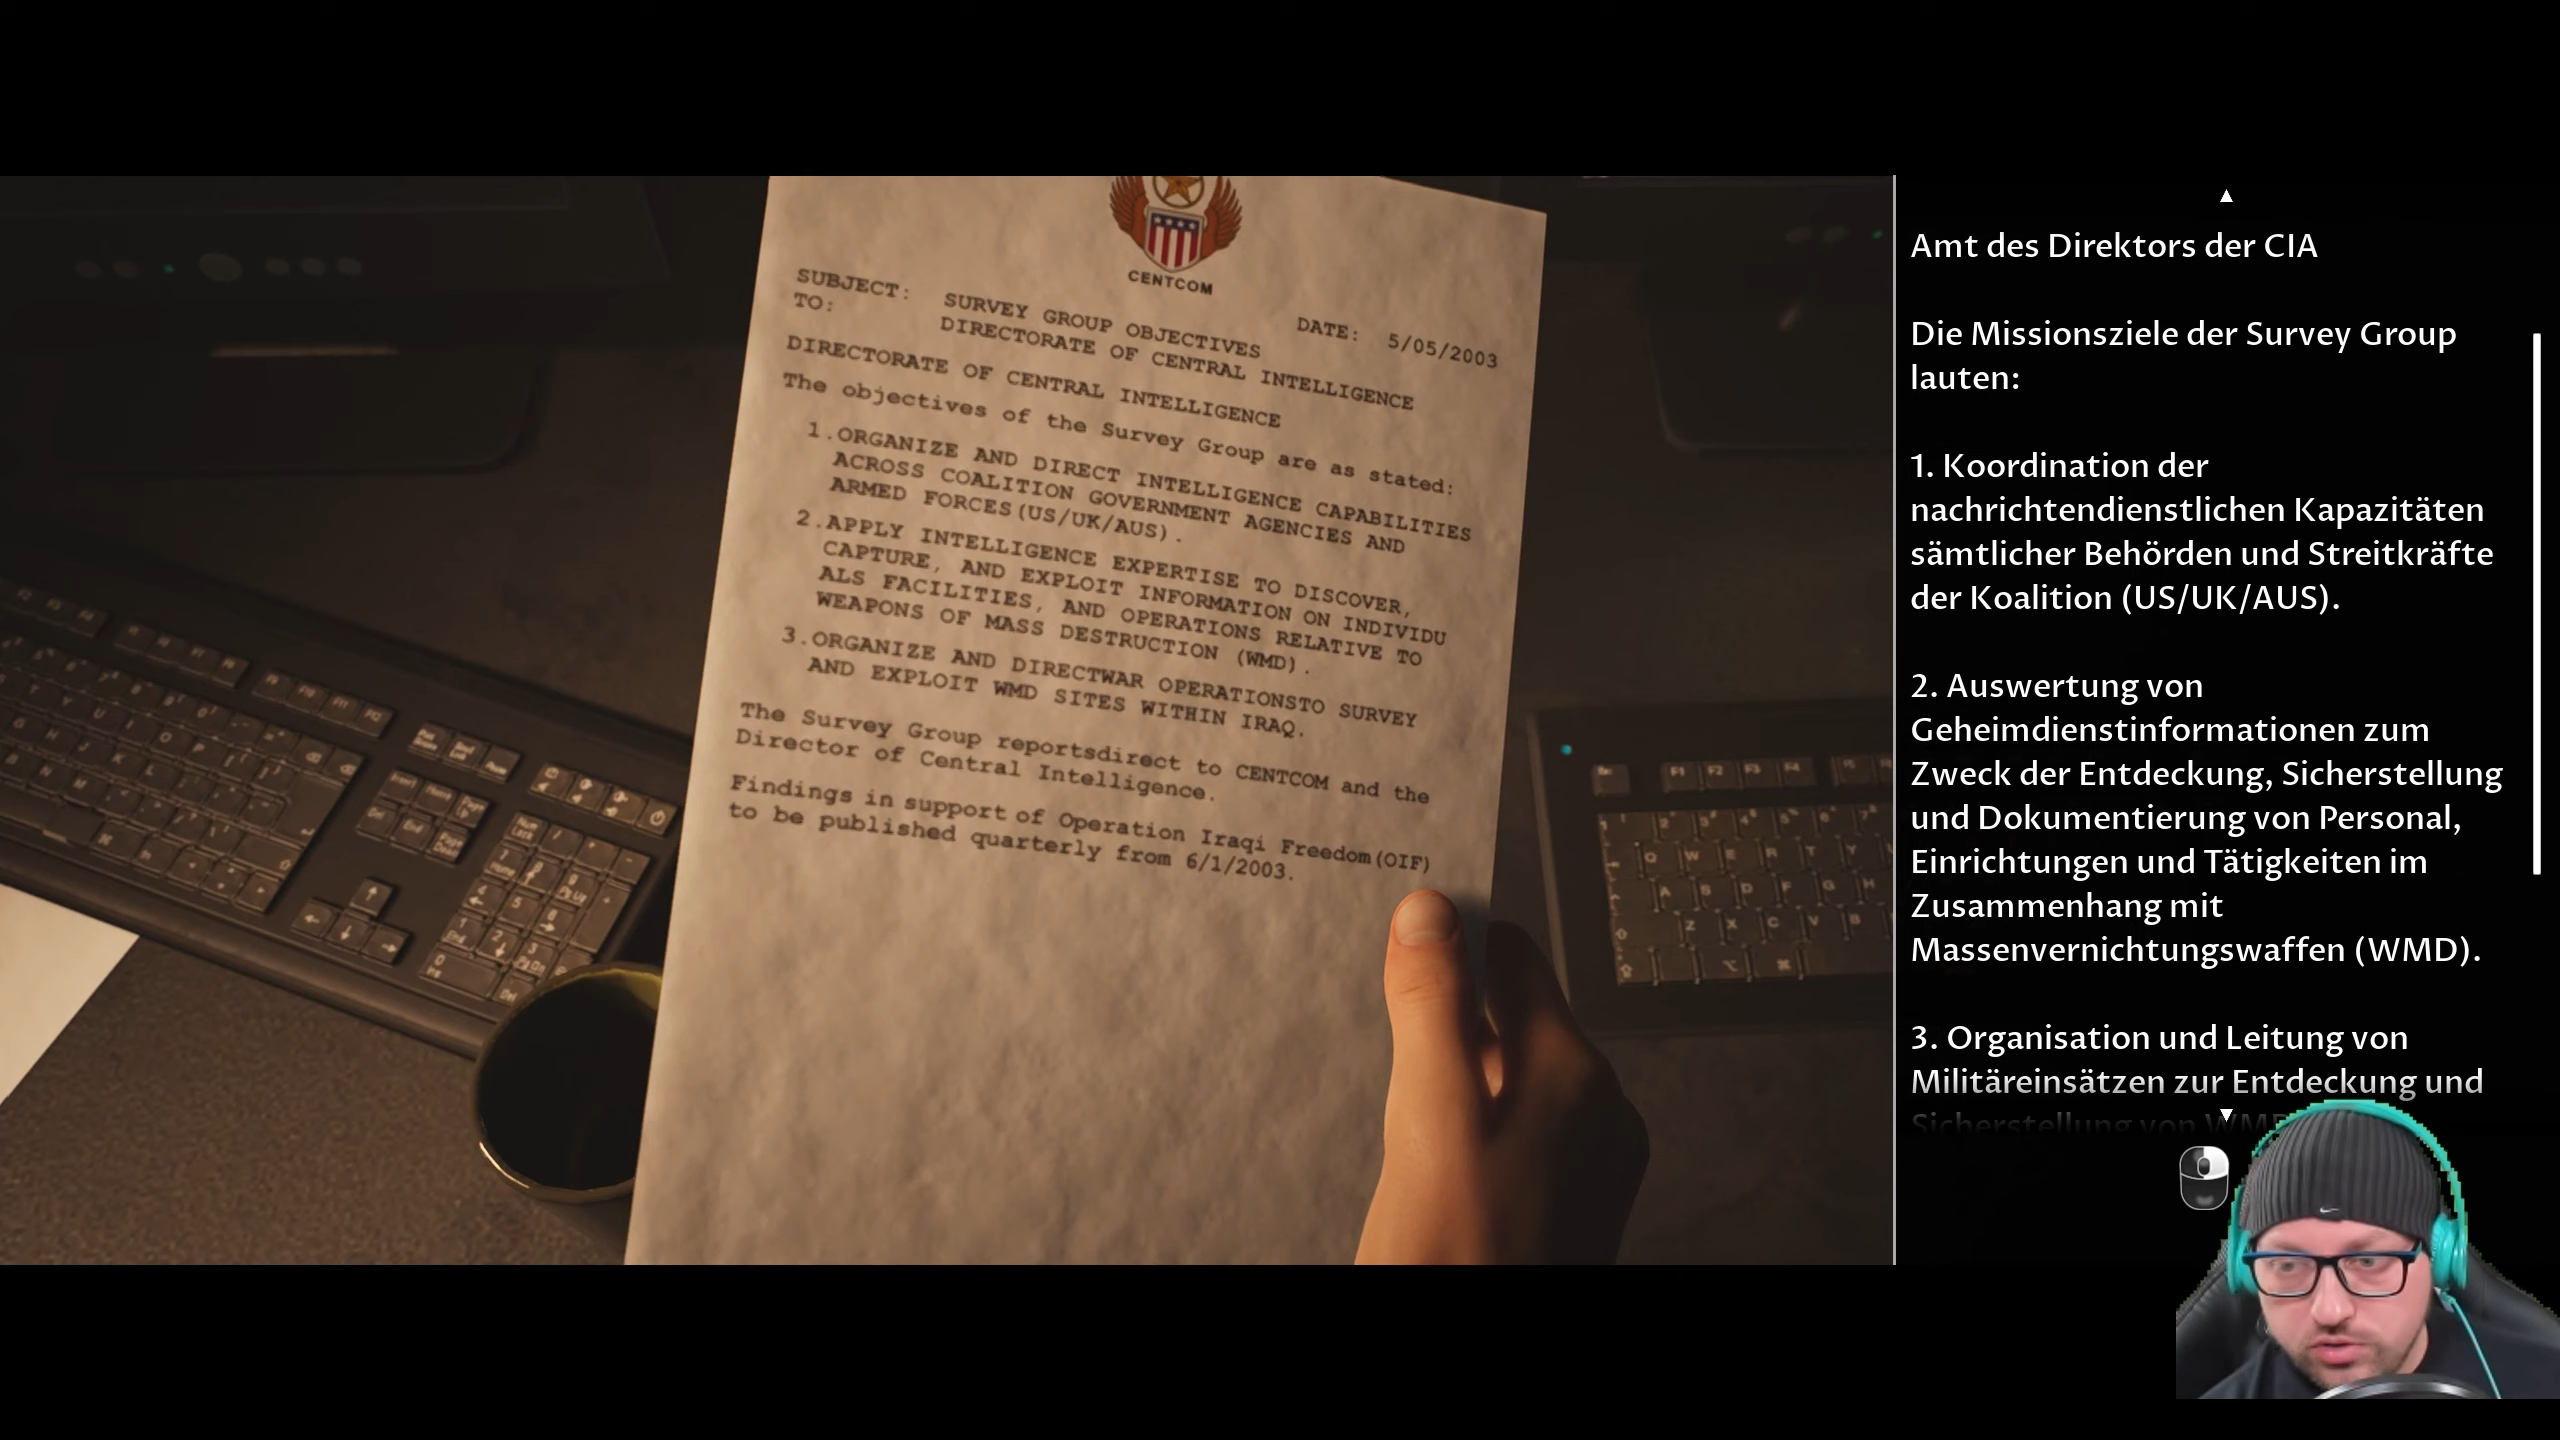 CENTCOM
SUBJECT: SURVEY GROUP OBJECTIVES DATE: 5/05/2003
TO: DIRECTORATE OF CENTRAL INTELLIGENCE
DIRECTORATE OF CENTRAL INTELLIGENCE
The objectives of the Survey Group are as stated:
1.ORGANIZE AND DIRECT INTELLIGENCE CAPABILITIES
ACROSS COALITION GOVERNMENT AGENCIES AND
ARMED FORCES(US/UK/AUS).
2.APPLY INTELLIGENCE EXPERTISE TO DISCOVER,
CAPTURE, AND EXPLOIT INFORMATION ON INDIVIDU
ALS FACILITIES, AND OPERATIONS RELATIVE TO
WEAPONS OF MASS DESTRUCTION (WMD).
3.ORGANIZE AND DIRECTWAR OPERATIONSTO SURVEY
AND EXPLOIT WMD SITES WITHIN IRAQ.
The Survey Group reportsdirect to CENTCOM and the
Director of Central Intelligence.
Findings in support of Operation Iraqi Freedom(OIF)
to be published quarterly from 6/1/2003.
Amt des Direktors der CIA
Die Missionsziele der Survey Group
lauten:
1. Koordination der
nachrichtendienstlichen Kapazitäten
sämtlicher Behörden und Streitkräfte
der Koalition (US/UK/AUS).
2. Auswertung von
Geheimdienstinformationen zum
Zweck der Entdeckung, Sicherstellung
und Dokumentierung von Personal,
Einrichtungen und Tätigkeiten im
Zusammenhang mit
Massenvernichtungswaffen (WMD).
3. Organisation und Leitung von
Militäreinsätzen zur Entdeckung und
Sicherstellung von